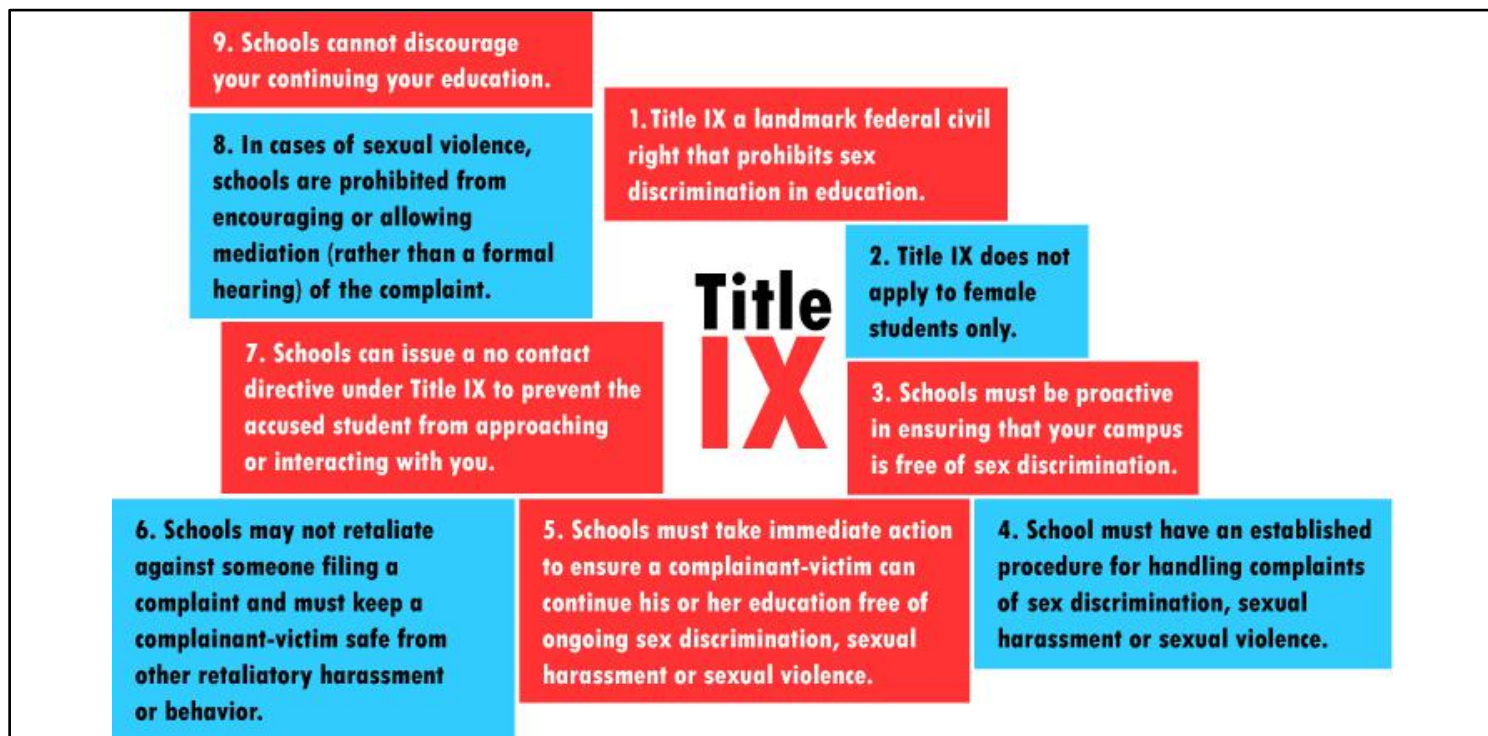 9. Schools cannot discourage
your continuing your education.
1. Title IX a landmark federal civil
right that prohibits sex
discrimination in education.
8. In cases of sexual violence,
schools are prohibited from
encouraging or allowing
mediation (rather than a formal
hearing) of the complaint.
2. Title IX does not
apply to female
students only.
Title
IX
7. Schools can issue a no contact
directive under Title IX to prevent the
accused student from approaching
or interacting with you.
3. Schools must be proactive
in ensuring that your campus
is free of sex discrimination.
6. Schools may not retaliate
against someone filing a
complaint and must keep a
complainant-victim safe from
other retaliatory harassment
or behavior.
5. Schools must take immediate action
to ensure a complainant-victim can
continue his or her education free of
ongoing sex discrimination, sexual
harassment or sexual violence.
4. School must have an established
procedure for handling complaints
of sex discrimination, sexual
harassment or sexual violence.